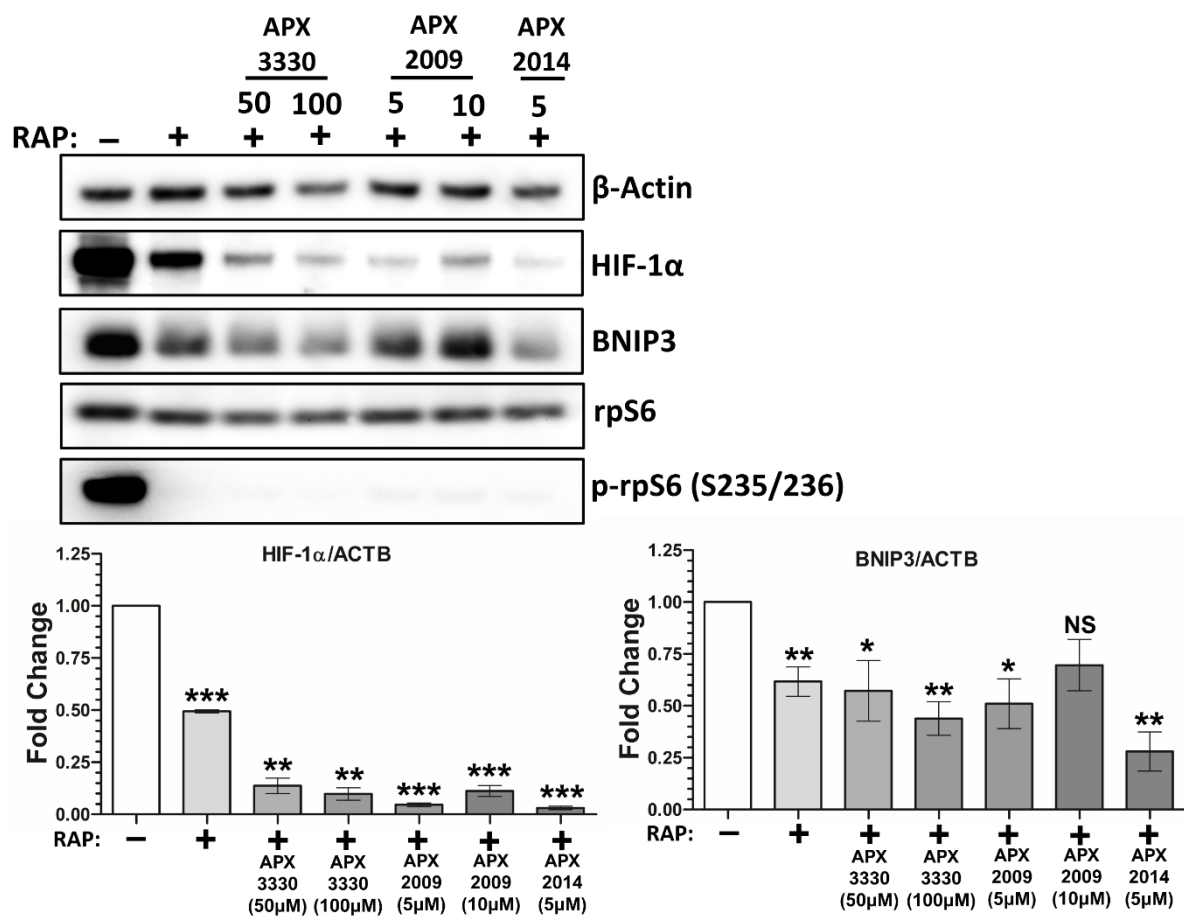 APX APX APX
3330 2009 2014
50 100 5 10 5
RAP: − + + + + + +
β-Actin
HIF-1α
BNIP3
rpS6
p-rpS6 (S235/236)
HIF-1α/ACTB
Fold Change
1.25
1.00
0.75
0.50
0.25
0.00
*** ** ** *** *** ***
RAP: − + + + + + +
APX APX APX APX APX
3330 3330 2009 2009 2014
(50µM) (100µM) (5µM) (10µM) (5µM)
BNIP3/ACTB
Fold Change
1.25
1.00
0.75
0.50
0.25
0.00
** * ** * NS **
RAP: − + + + + + +
APX APX APX APX APX
3330 3330 2009 2009 2014
(50µM) (100µM) (5µM) (10µM) (5µM)